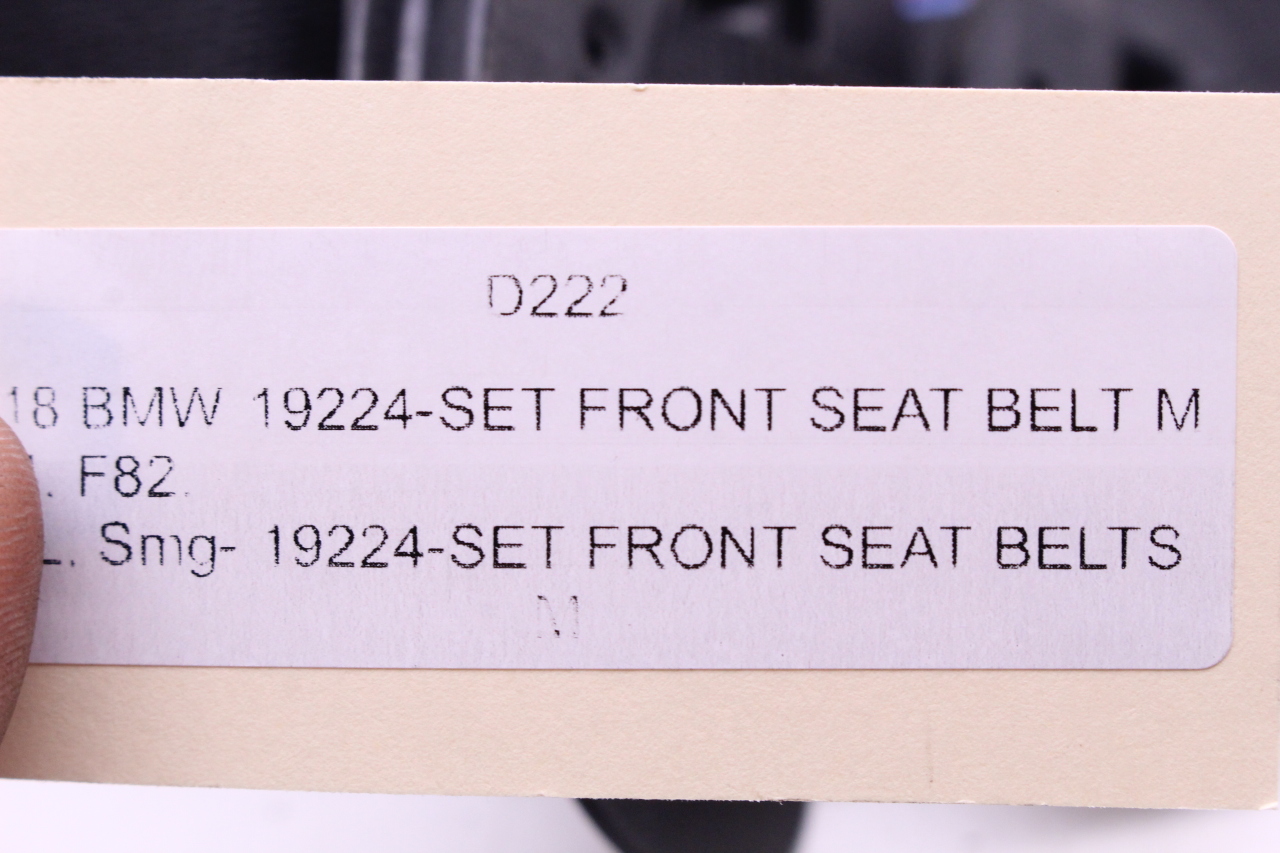 D222
18 BMW 19224-SET FRONT SEAT BELT M
F82.
L. Smg- 19224-SET FRONT SEAT BELTS
M